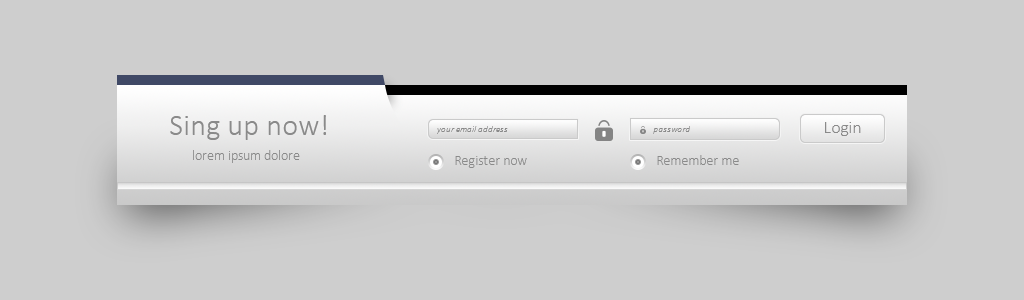 Sing up now!
lorem ipsum dolore
your email address
password
Login
Register now
Remember me